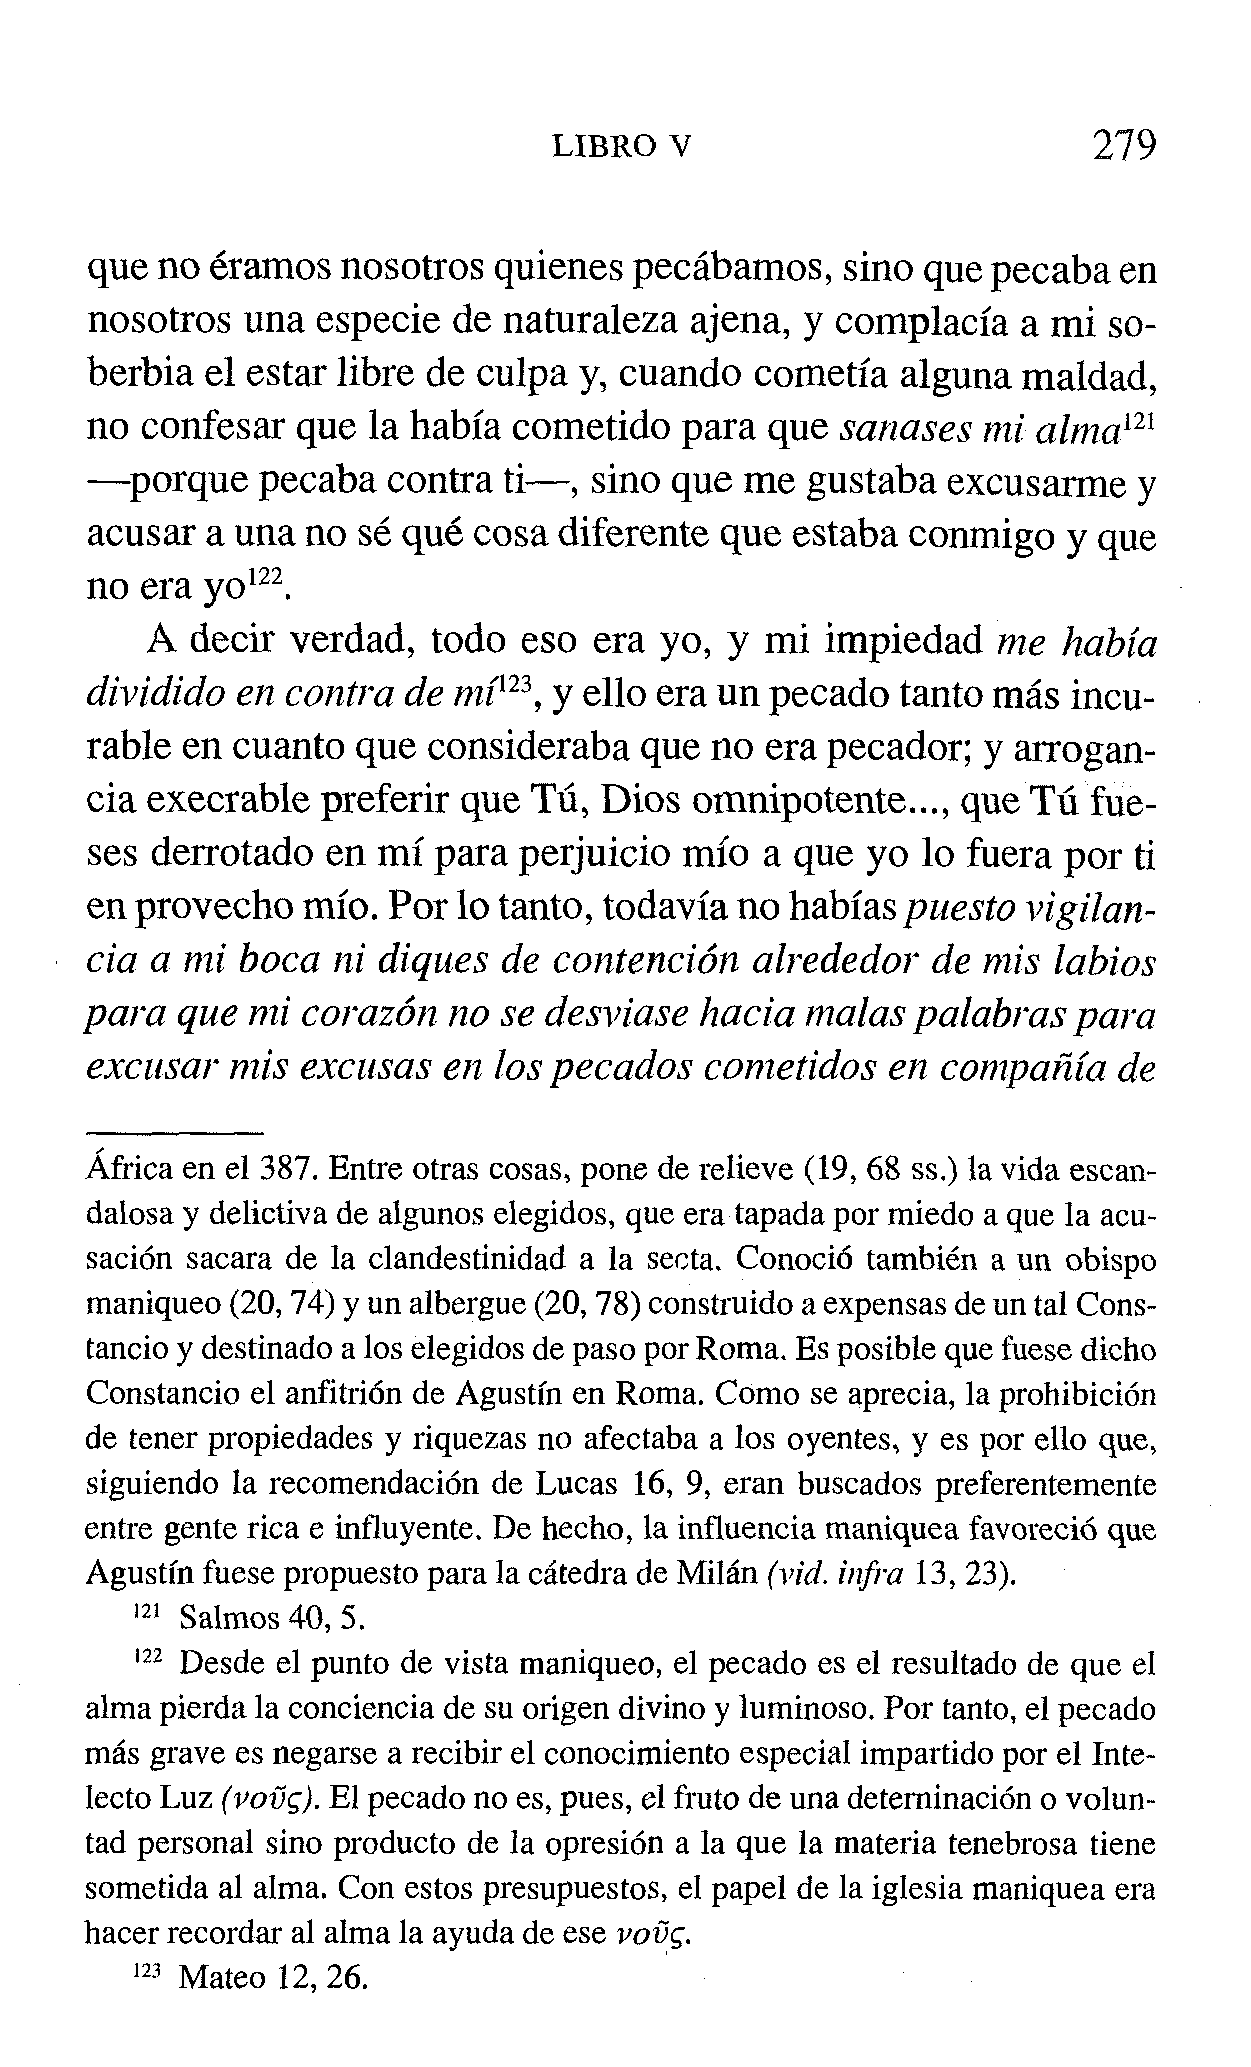 LIBRO V 279
que no éramos nosotros quienes pecábamos, sino que pecaba en
nosotros una especie de naturaleza ajena, y complacía a mi so-
berbia el estar libre de culpa y, cuando cometía alguna maldad,
no confesar que la había cometido para que sanases mi alma¹²¹
—porque pecaba contra ti—, sino que me gustaba excusarme y
acusar a una no sé qué cosa diferente que estaba conmigo y que
no era yo¹²².
A decir verdad, todo eso era yo, y mi impiedad me había
dividido en contra de mí¹²³, y ello era un pecado tanto más incu-
rable en cuanto que consideraba que no era pecador; y arrogan-
cia execrable preferir que Tú, Dios omnipotente..., que Tú fue-
ses derrotado en mí para perjuicio mío a que yo lo fuera por ti
en provecho mío. Por lo tanto, todavía no habías puesto vigilan-
cia a mi boca ni diques de contención alrededor de mis labios
para que mi corazón no se desviase hacia malas palabras para
excusar mis excusas en los pecados cometidos en compañía de
África en el 387. Entre otras cosas, pone de relieve (19, 68 ss.) la vida escan-
dalosa y delictiva de algunos elegidos, que era tapada por miedo a que la acu-
sación sacara de la clandestinidad a la secta. Conoció también a un obispo
maniqueo (20, 74) y un albergue (20, 78) construido a expensas de un tal Cons-
tancio y destinado a los elegidos de paso por Roma. Es posible que fuese dicho
Constancio el anfitrión de Agustín en Roma. Como se aprecia, la prohibición
de tener propiedades y riquezas no afectaba a los oyentes, y es por ello que,
siguiendo la recomendación de Lucas 16, 9, eran buscados preferentemente
entre gente rica e influyente. De hecho, la influencia maniquea favoreció que
Agustín fuese propuesto para la cátedra de Milán (vid. infra 13, 23).
¹²¹ Salmos 40, 5.
¹²² Desde el punto de vista maniqueo, el pecado es el resultado de que el
alma pierda la conciencia de su origen divino y luminoso. Por tanto, el pecado
más grave es negarse a recibir el conocimiento especial impartido por el Inte-
lecto Luz (νοῦς). El pecado no es, pues, el fruto de una deterninación o volun-
tad personal sino producto de la opresión a la que la materia tenebrosa tiene
sometida al alma. Con estos presupuestos, el papel de la iglesia maniquea era
hacer recordar al alma la ayuda de ese νοῦς.
¹²³ Mateo 12, 26.